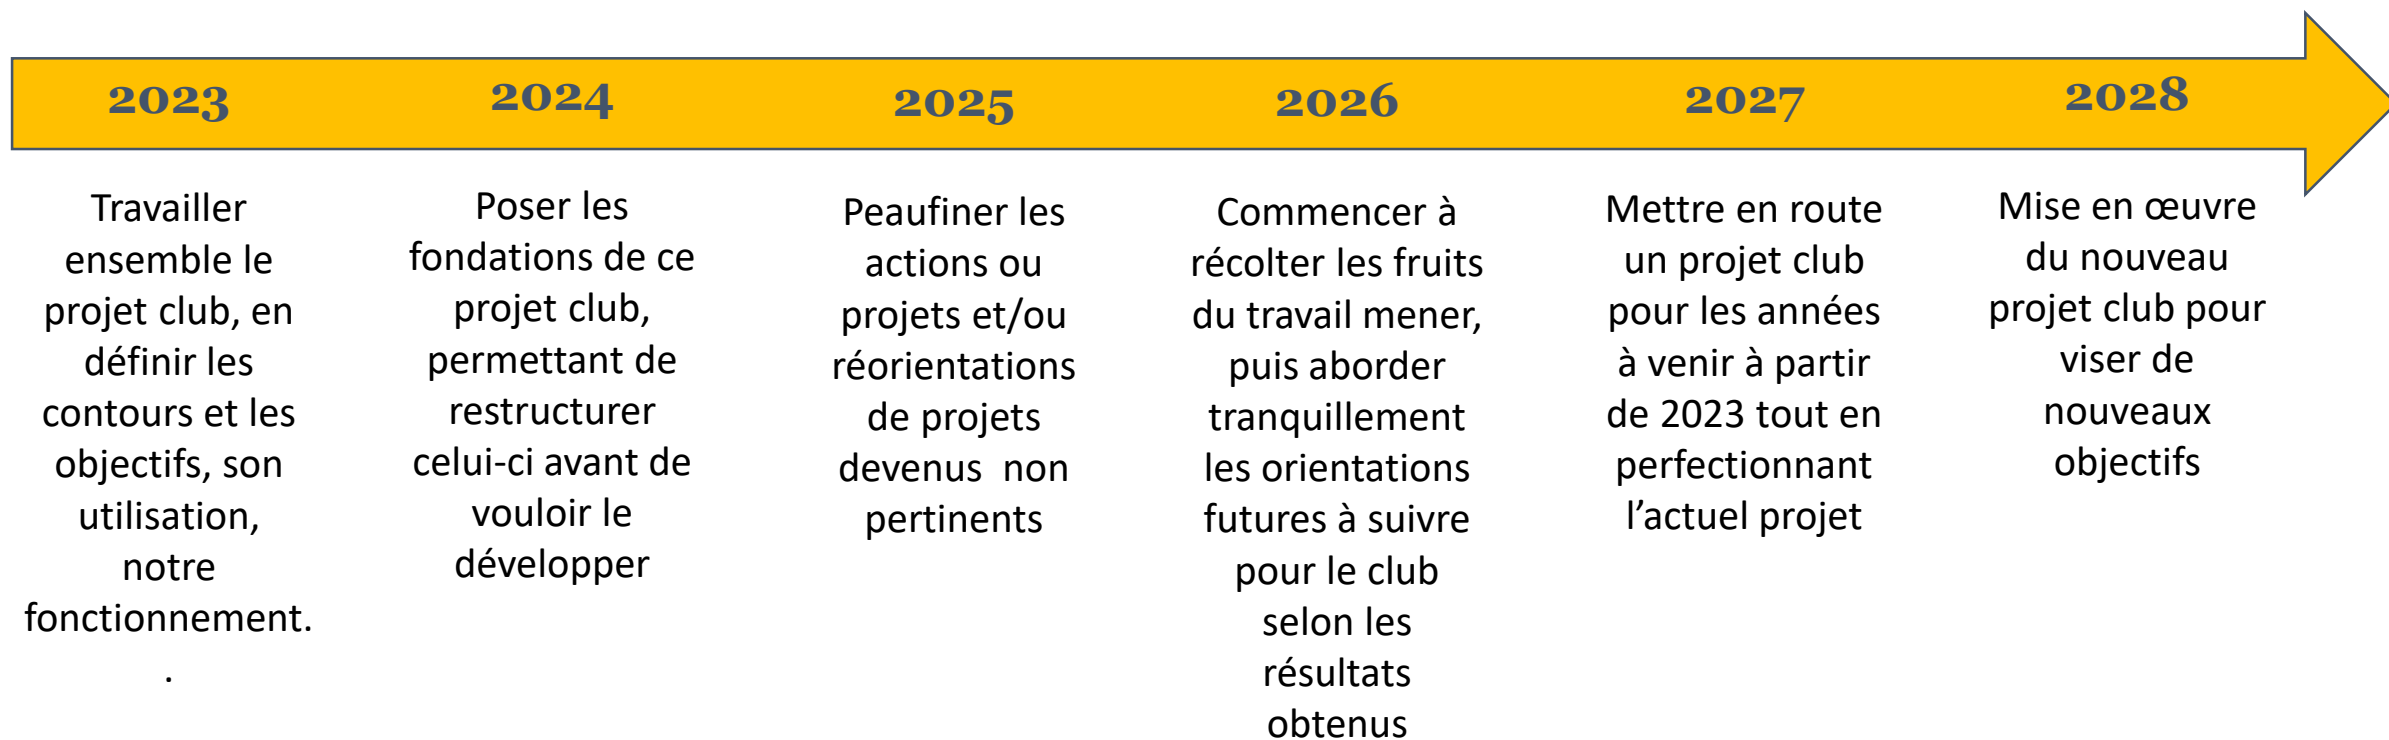 2023
2024
2025
2026
2027
2028
Travailler
ensemble le
projet club, en
définir les
contours et les
objectifs, son
utilisation,
notre
fonctionnement.
.
Poser les
fondations de ce
projet club,
permettant de
restructurer
celui-ci avant de
vouloir le
développer
Peaufiner les
actions ou
projets et/ou
réorientations
de projets
devenus  non
pertinents
Commencer à
récolter les fruits
du travail mener,
puis aborder
tranquillement
les orientations
futures à suivre
pour le club
selon les
résultats
obtenus
Mettre en route
un projet club
pour les années
à venir à partir
de 2023 tout en
perfectionnant
l’actuel projet
Mise en œuvre
du nouveau
projet club pour
viser de
nouveaux
objectifs